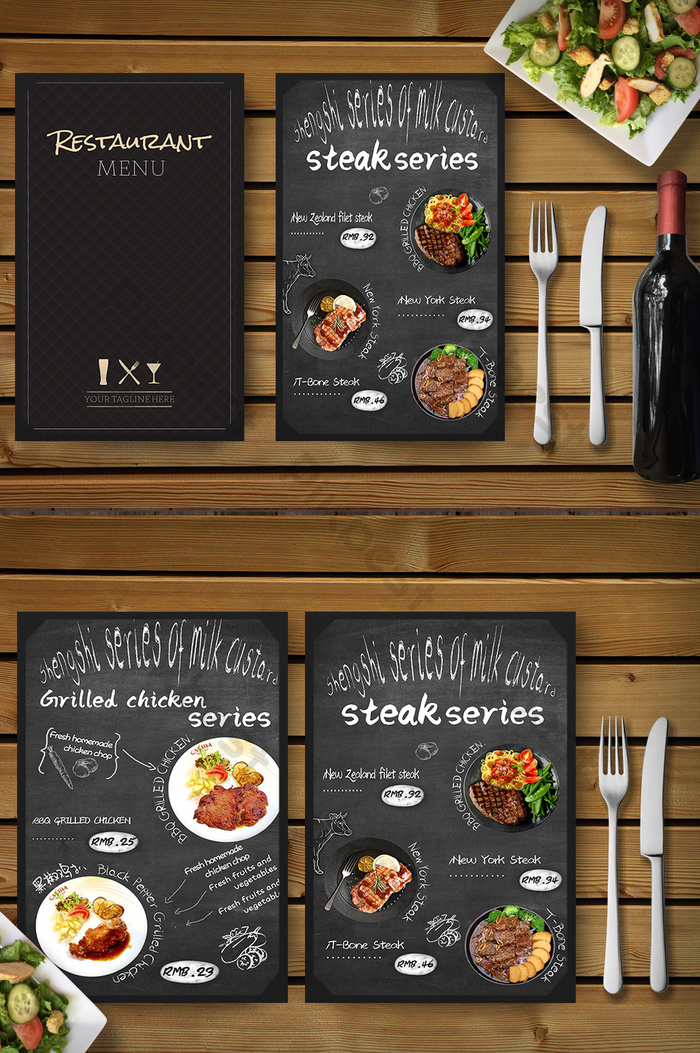 Restaurant
MENU
YOUR TAGLINE HERE
Shengshi series of milk custard
steak series
New Zealand filet steak
RMB.92
BBQ GRILLED CHICKEN
New York Steak
New York Steak
RMB.94
T-Bone Steak
RMB.46
T-Bone Steak
Shengshi series of milk custard
Grilled chicken
series
Fresh homemade
chicken chop
BBQ GRILLED CHICKEN
BBQ GRILLED CHICKEN
RMB.25
Fresh homemade
chicken chop
Fresh fruits and
vegetables
Fresh fruits and
vegetables
Black Pepper Grilled Chicken
RMB.23
Shengshi series of milk custard
steak series
New Zealand filet steak
RMB.92
BBQ GRILLED CHICKEN
New York Steak
New York Steak
RMB.94
T-Bone Steak
RMB.46
T-Bone Steak